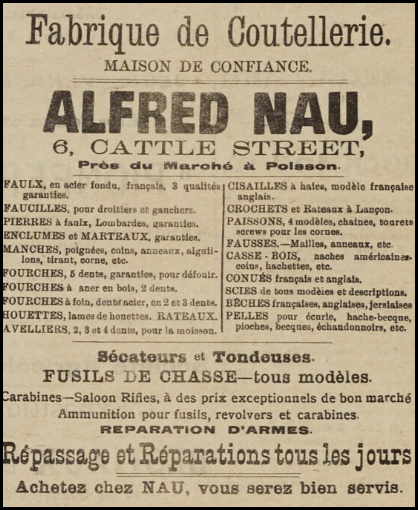 Fabrique de Coutellerie.
MAISON DE CONFIANCE.
ALFRED NAU,
6, CATTLE STREET,
Près du Marché à Poisson.
FAULX, en acier fondu, français, 3 qualités
garanties.
FAUCILLES, pour droitiers et gauchers.
PIERRES à faulx, Lombardes, garanties.
ENCLUMES et MARTEAUX, garanties.
MANCHES, poignées, coins, anneaux, aiguil-
lons, tirant, corne, etc.
FOURCHES, 5 dents, garanties, pour défouir.
FOURCHES à aner en bois, 2 dents.
FOURCHES à foin, dents acier, en 2 et 3 dents.
HOUETTES, lames de houettes. RATEAUX.
AVELLIERS, 2, 3 et 4 dents, pour la moisson.
CISAILLES à haies, modèle française
anglais.
CROCHETS et Rateaux à Lançon.
PAISSONS, 4 modèles, chaines, tourets
screws pour les cornes.
FAUSSES.—Mailles, anneaux, etc.
CASSE-BOIS, haches américaines,
coins, hachettes, etc.
CONUÉS français et anglais.
SCIES de tous modèles et descriptions.
BÊCHES françaises, anglaises, jersiaises
PELLES pour écurie, hache-becque,
pioches, becques, échandonnoirs, etc.
Sécateurs et Tondeuses.
FUSILS DE CHASSE—tous modèles.
Carabines—Saloon Rifles, à des prix exceptionnels de bon marché
Ammunition pour fusils, revolvers et carabines.
REPARATION D'ARMES.
Répassage et Réparations tous les jours
Achetez chez NAU, vous serez bien servis.